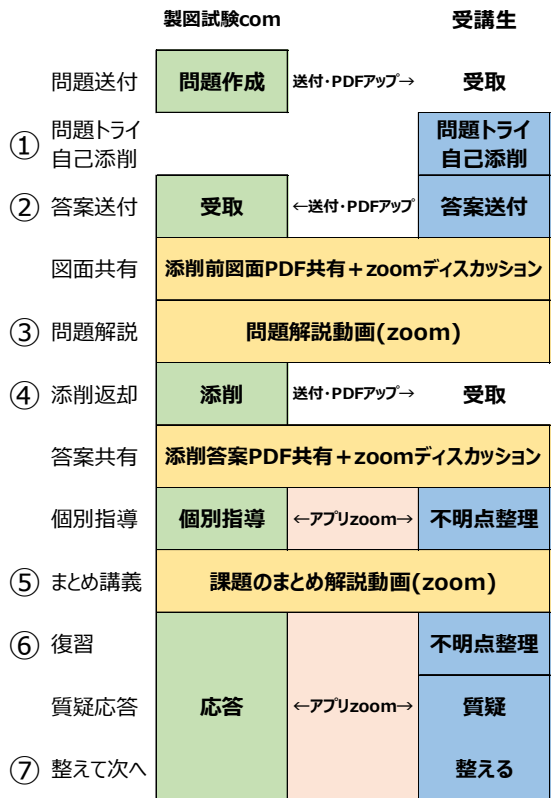 製図試験com 受講生
問題送付 問題作成 送付・PDFアップ→ 受取
① 問題トライ 問題トライ
自己添削 自己添削
② 答案送付 受取 ←送付・PDFアップ 答案送付
図面共有 添削前図面PDF共有+zoomディスカッション
③ 問題解説 問題解説動画(zoom)
④ 添削返却 添削 送付・PDFアップ→ 受取
答案共有 添削答案PDF共有+zoomディスカッション
個別指導 個別指導 ←アプリzoom→ 不明点整理
⑤ まとめ講義 課題のまとめ解説動画(zoom)
⑥ 復習 不明点整理
質疑応答 応答 ←アプリzoom→ 質疑
⑦ 整えて次へ 整える